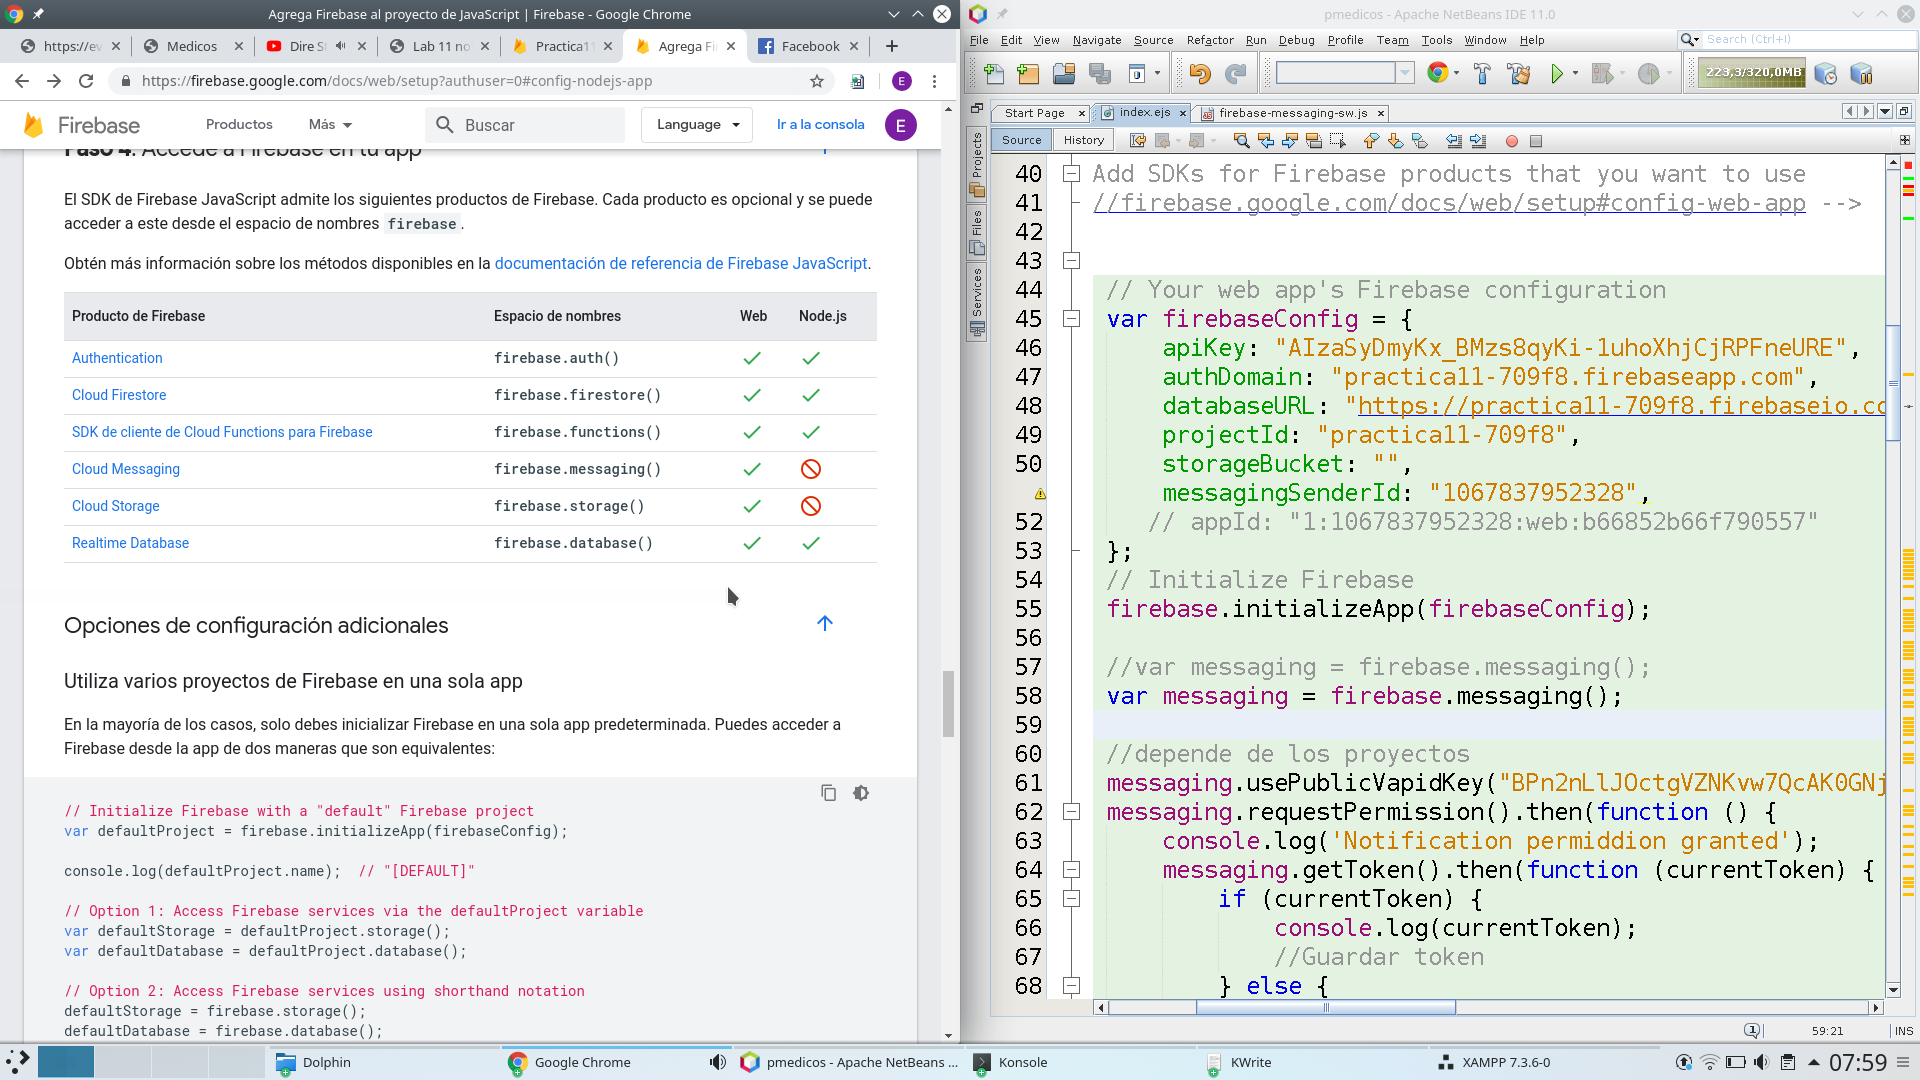 Agrega Firebase al proyecto de JavaScript | Firebase - Google Chrome
https://ev
Medicos
Dire S
Lab 11 no
Practica11
Agrega Fi
Facebook
https://firebase.google.com/docs/web/setup?authuser=0#config-nodejs-app
E
Firebase
Productos
Más
Buscar
Language
Ir a la consola
E
Paso 4: Accede a Firebase en tu app
El SDK de Firebase JavaScript admite los siguientes productos de Firebase. Cada producto es opcional y se puede
acceder a este desde el espacio de nombres firebase.
Obtén más información sobre los métodos disponibles en la documentación de referencia de Firebase JavaScript.
Producto de Firebase Espacio de nombres Web Node.js
Authentication firebase.auth()
Cloud Firestore firebase.firestore()
SDK de cliente de Cloud Functions para Firebase firebase.functions()
Cloud Messaging firebase.messaging()
Cloud Storage firebase.storage()
Realtime Database firebase.database()
Opciones de configuración adicionales
Utiliza varios proyectos de Firebase en una sola app
En la mayoría de los casos, solo debes inicializar Firebase en una sola app predeterminada. Puedes acceder a
Firebase desde la app de dos maneras que son equivalentes:
// Initialize Firebase with a "default" Firebase project
var defaultProject = firebase.initializeApp(firebaseConfig);
console.log(defaultProject.name);  // "[DEFAULT]"
// Option 1: Access Firebase services via the defaultProject variable
var defaultStorage = defaultProject.storage();
var defaultDatabase = defaultProject.database();
// Option 2: Access Firebase services using shorthand notation
defaultStorage = firebase.storage();
defaultDatabase = firebase.database();
pmedicos - Apache NetBeans IDE 11.0
File Edit View Navigate Source Refactor Run Debug Profile Team Tools Window Help
Search (Ctrl+I)
223,3/320,0MB
Start Page
index.ejs
firebase-messaging-sw.js
Source History
Projects
Files
Services
40 Add SDKs for Firebase products that you want to use
41 //firebase.google.com/docs/web/setup#config-web-app -->
42
43
44 // Your web app's Firebase configuration
45 var firebaseConfig = {
46 apiKey: "AIzaSyDmyKx_BMzs8qyKi-1uhoXhjCjRPFneURE",
47 authDomain: "practica11-709f8.firebaseapp.com",
48 databaseURL: "https://practica11-709f8.firebaseio.co
49 projectId: "practica11-709f8",
50 storageBucket: "",
messagingSenderId: "1067837952328",
52 // appId: "1:1067837952328:web:b66852b66f790557"
53 };
54 // Initialize Firebase
55 firebase.initializeApp(firebaseConfig);
56
57 //var messaging = firebase.messaging();
58 var messaging = firebase.messaging();
59
60 //depende de los proyectos
61 messaging.usePublicVapidKey("BPn2nLlJOctgVZNKvw7QcAK0GNj
62 messaging.requestPermission().then(function () {
63 console.log('Notification permiddion granted');
64 messaging.getToken().then(function (currentToken) {
65 if (currentToken) {
66 console.log(currentToken);
67 //Guardar token
68 } else {
1
59:21
INS
Dolphin
Google Chrome
pmedicos - Apache NetBeans ...
Konsole
KWrite
XAMPP 7.3.6-0
07:59